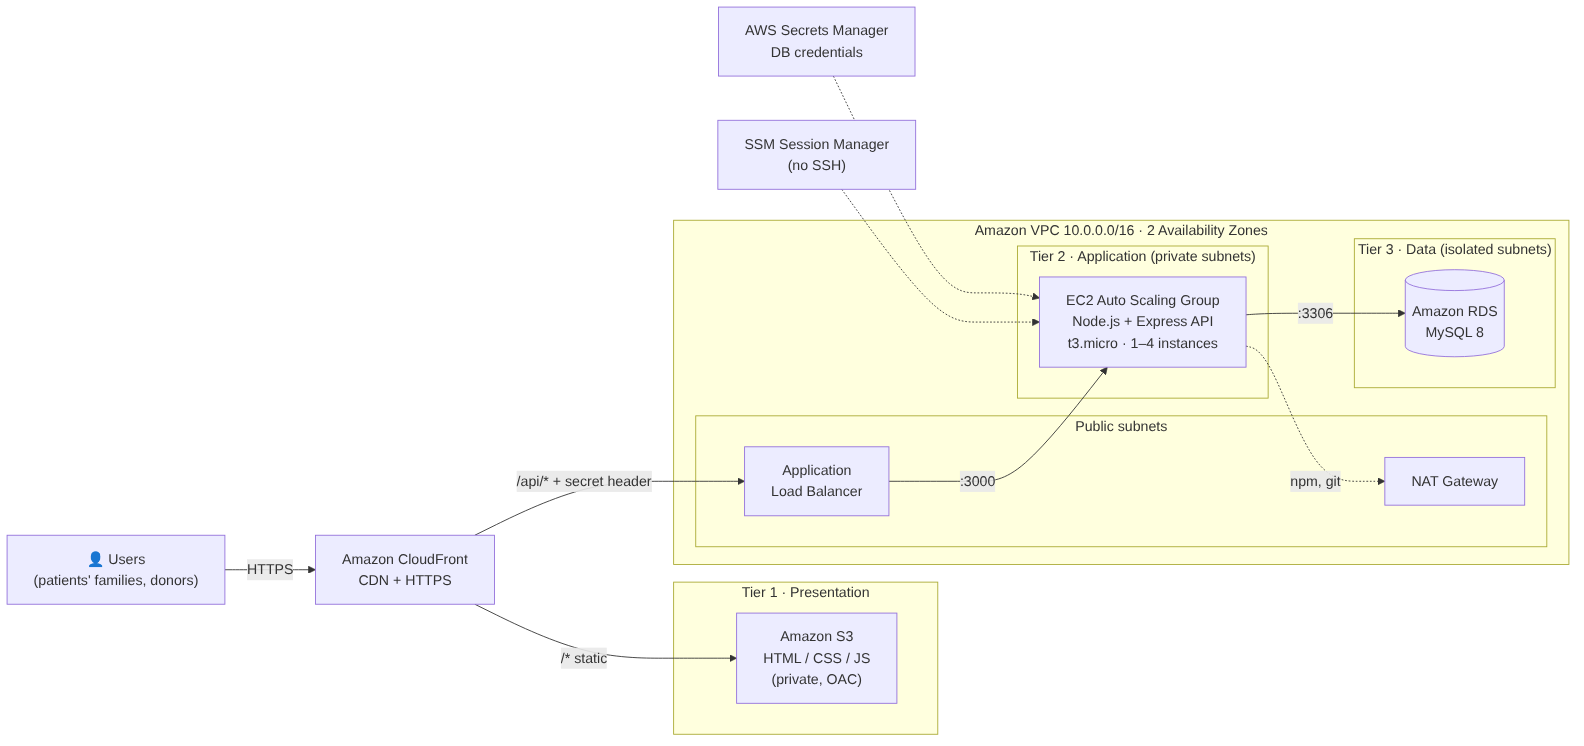 AWS Secrets Manager
DB credentials
SSM Session Manager
(no SSH)
Amazon VPC 10.0.0.0/16 · 2 Availability Zones
Tier 2 · Application (private subnets)
Tier 3 · Data (isolated subnets)
EC2 Auto Scaling Group
Node.js + Express API
t3.micro · 1–4 instances
:3306
Amazon RDS
MySQL 8
Public subnets
Application
Load Balancer
/api/* + secret header
:3000
npm, git
NAT Gateway
👤 Users
(patients' families, donors)
HTTPS
Amazon CloudFront
CDN + HTTPS
Tier 1 · Presentation
/* static
Amazon S3
HTML / CSS / JS
(private, OAC)